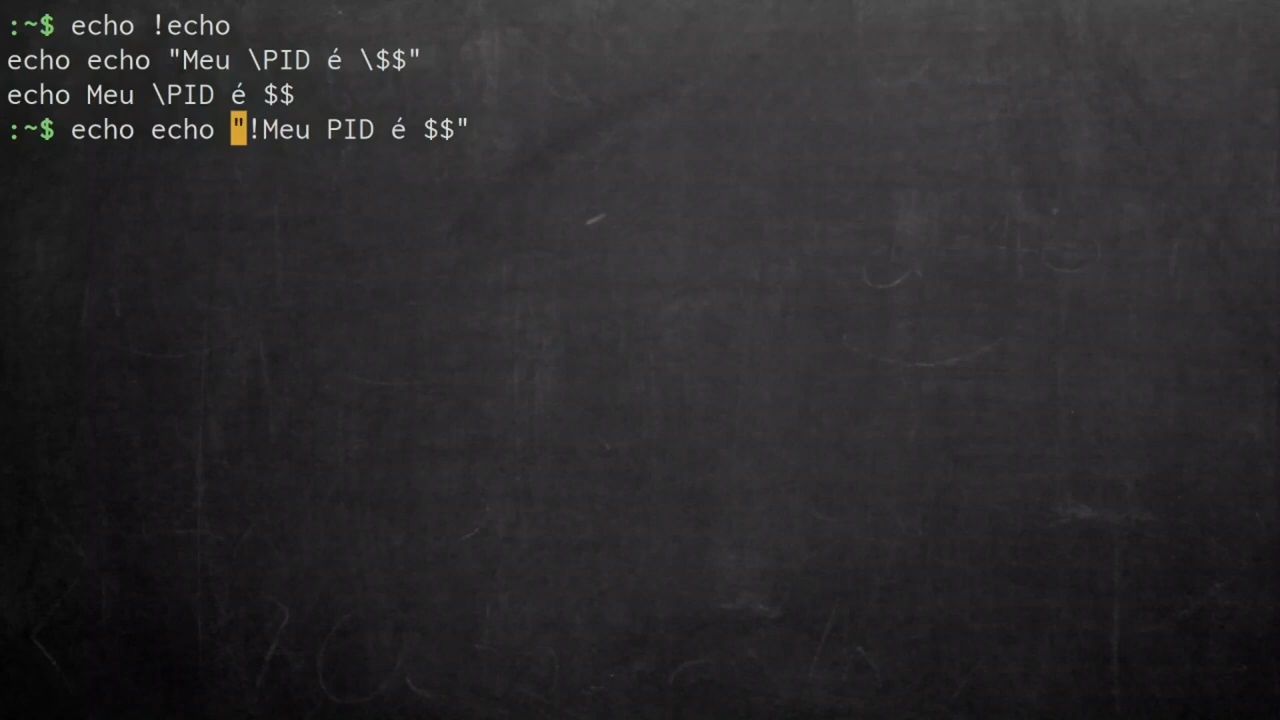 :~$ echo !echo
echo echo "Meu \PID é \$$"
echo Meu \PID é $$
:~$ echo echo "!Meu PID é $$"